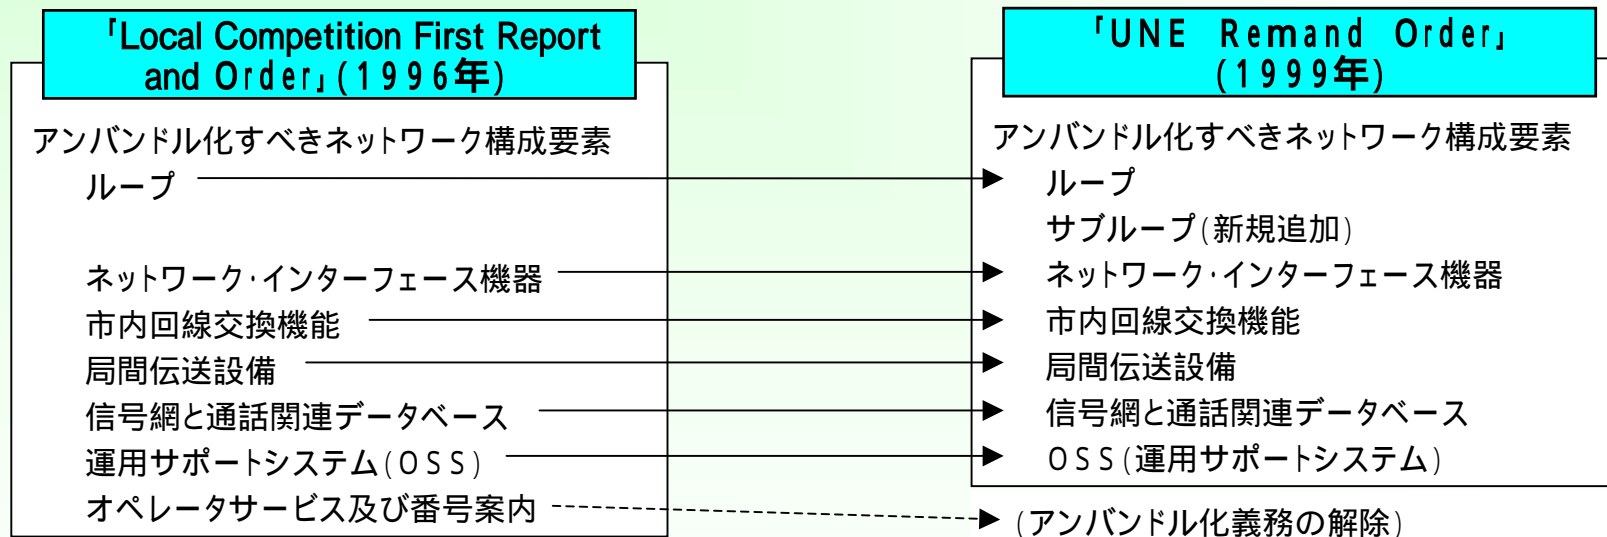 「Local Competition First Report
and Order」(1996年)
アンバンドル化すべきネットワーク構成要素
ループ
ネットワーク・インターフェース機器
市内回線交換機能
局間伝送設備
信号網と通話関連データベース
運用サポートシステム(OSS)
オペレータサービス及び番号案内
「UNE Remand Order」
(1999年)
アンバンドル化すべきネットワーク構成要素
ループ
サブループ(新規追加)
ネットワーク・インターフェース機器
市内回線交換機能
局間伝送設備
信号網と通話関連データベース
OSS(運用サポートシステム)
(アンバンドル化義務の解除)